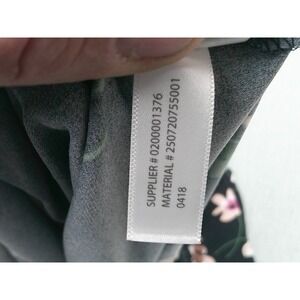 SUPPLIER # 0200001376
MATERIAL # 250720755001
0418